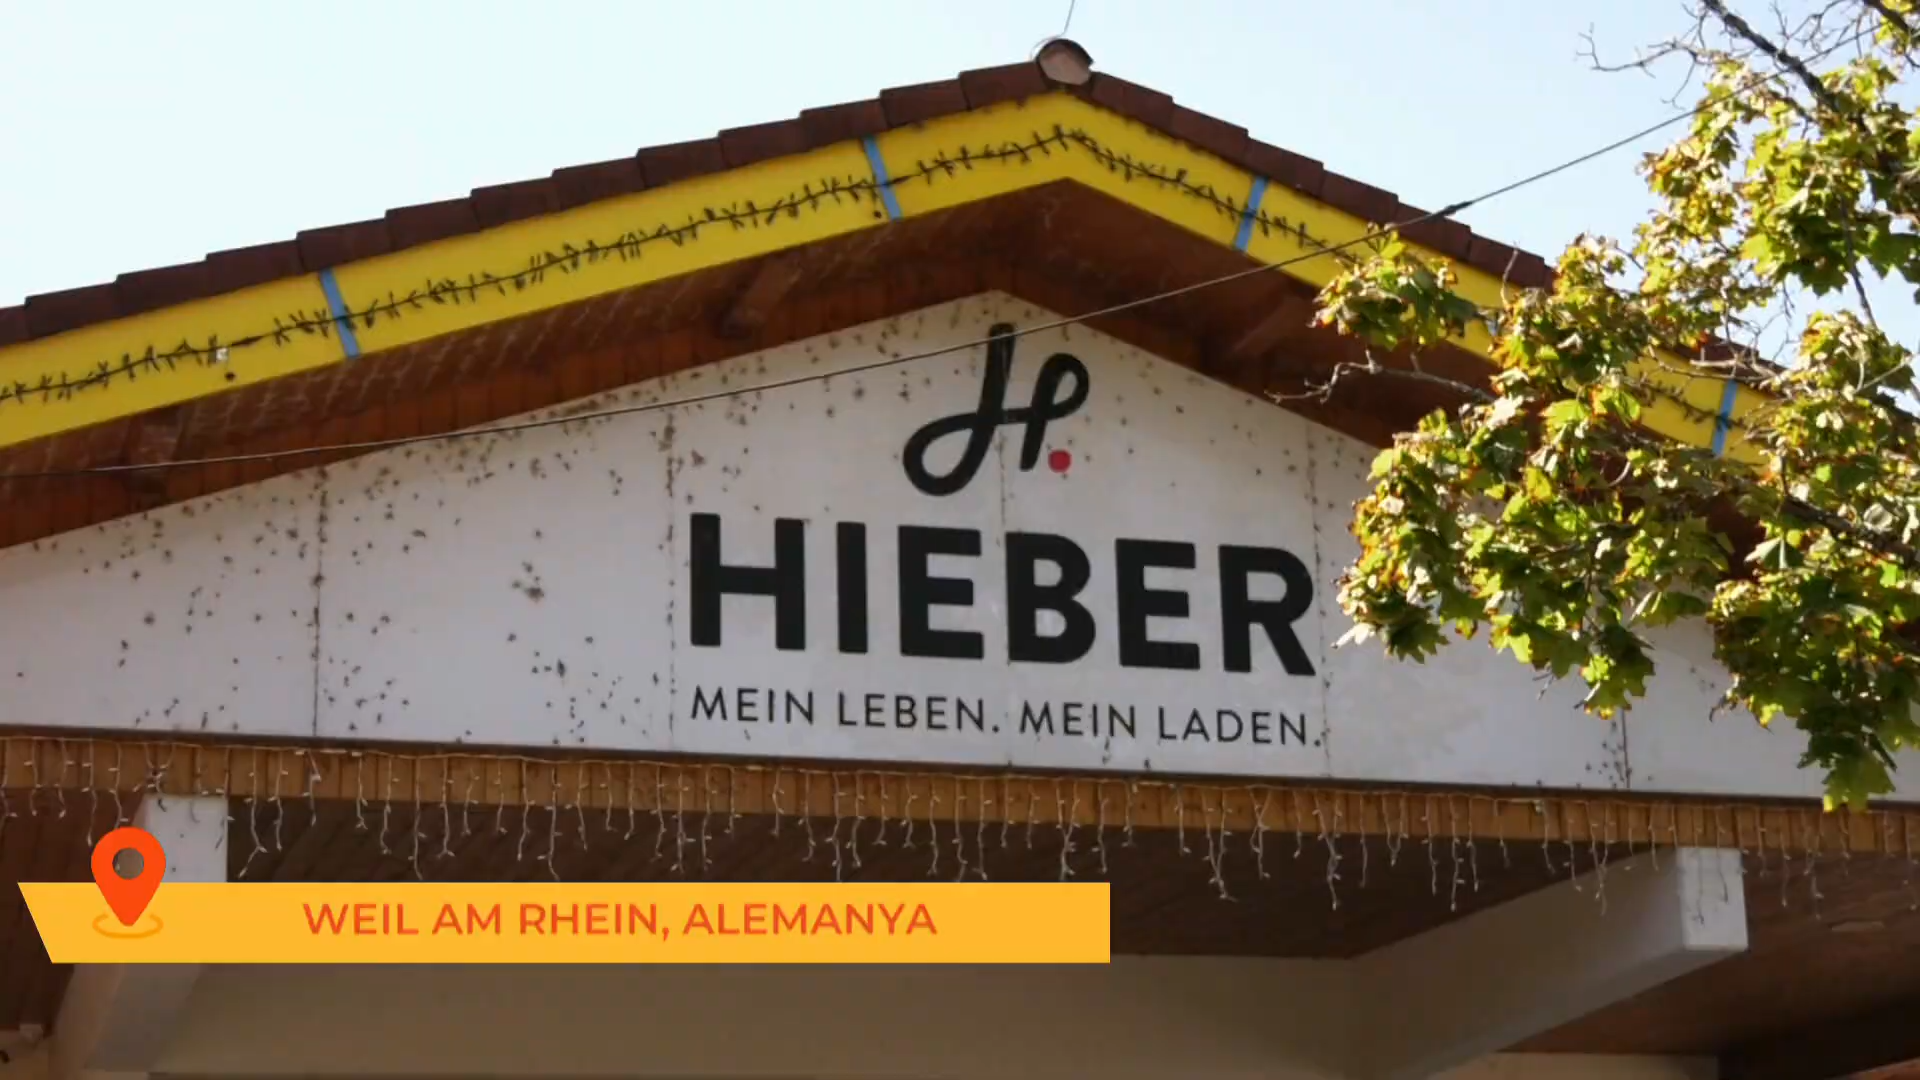 H.
HIEBER
MEIN LEBEN. MEIN LADEN.
WEIL AM RHEIN, ALEMANYA